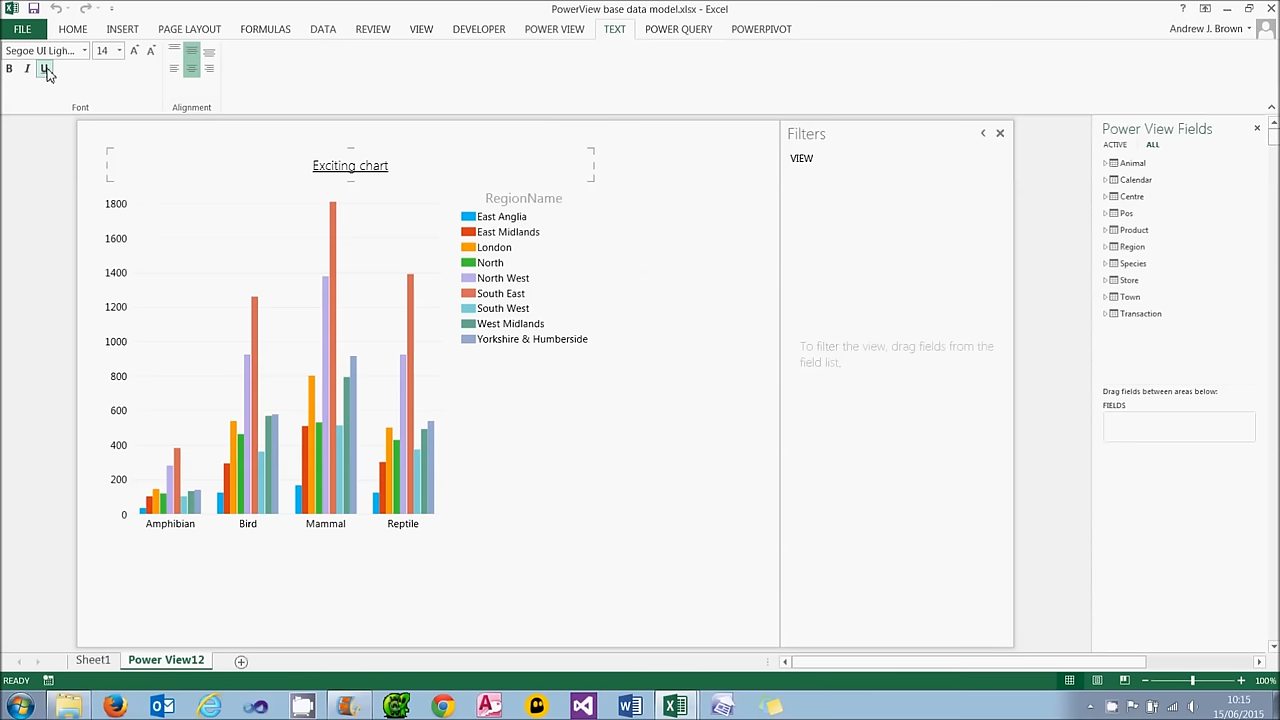 PowerView base data model.xlsx - Excel
FILE HOME INSERT PAGE LAYOUT FORMULAS DATA REVIEW VIEW DEVELOPER POWER VIEW TEXT POWER QUERY POWERPIVOT Andrew J. Brown
Segoe UI Ligh... 14
B I U
Font Alignment
Exciting chart
RegionName
East Anglia
East Midlands
London
North
North West
South East
South West
West Midlands
Yorkshire & Humberside
1800
1600
1400
1200
1000
800
600
400
200
0
Amphibian Bird Mammal Reptile
Filters
VIEW
To filter the view, drag fields from the
field list.
Power View Fields
ACTIVE ALL
Animal
Calendar
Centre
Pos
Product
Region
Species
Store
Town
Transaction
Drag fields between areas below:
FIELDS
Sheet1 Power View12
READY 100%
10:15
15/06/2015